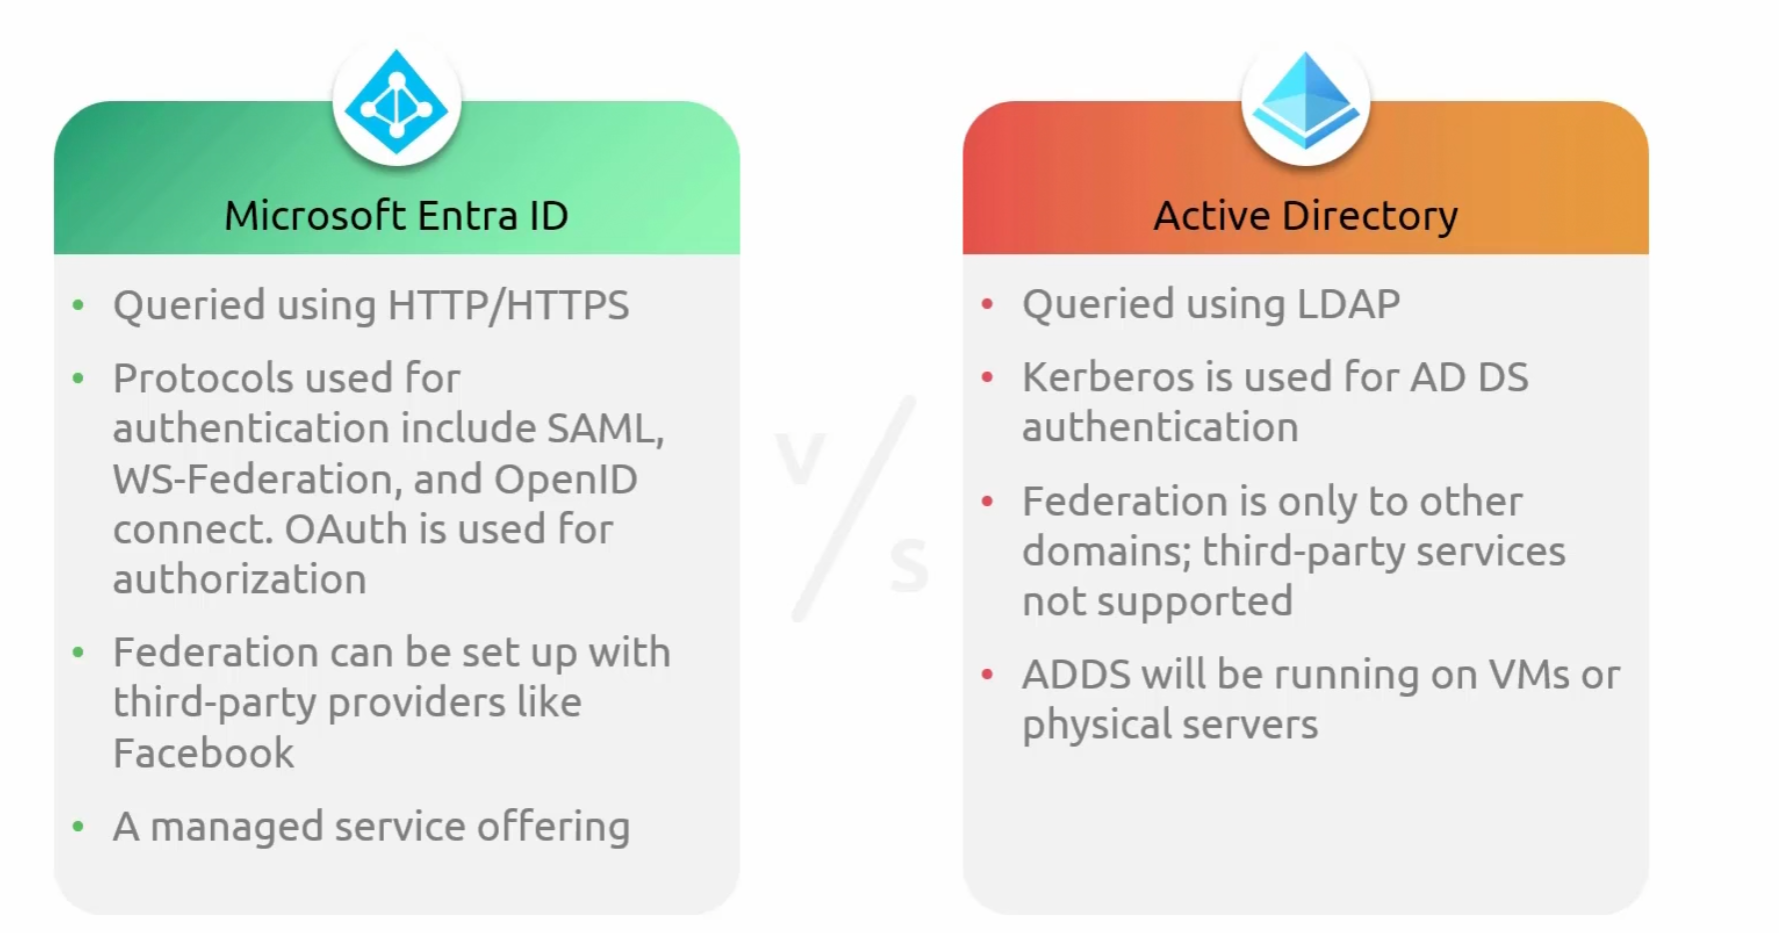 Microsoft Entra ID
• Queried using HTTP/HTTPS
• Protocols used for
authentication include SAML,
WS-Federation, and OpenID
connect. OAuth is used for
authorization
• Federation can be set up with
third-party providers like
Facebook
• A managed service offering
v/s
Active Directory
• Queried using LDAP
• Kerberos is used for AD DS
authentication
• Federation is only to other
domains; third-party services
not supported
• ADDS will be running on VMs or
physical servers